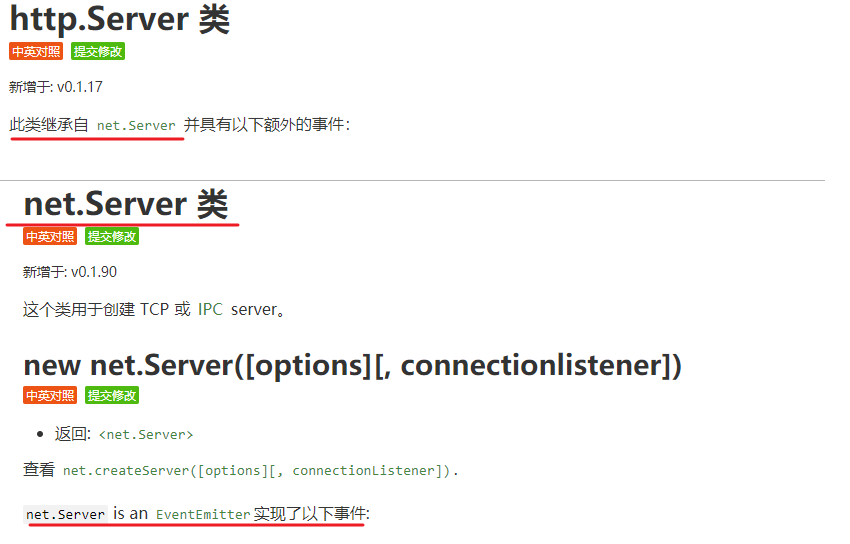 http.Server 类
中英对照 提交修改
新增于: v0.1.17
此类继承自 net.Server 并具有以下额外的事件：
net.Server 类
中英对照 提交修改
新增于: v0.1.90
这个类用于创建 TCP 或 IPC server。
new net.Server([options][, connectionlistener])
中英对照 提交修改
返回: <net.Server>
查看 net.createServer([options][, connectionListener]).
net.Server is an EventEmitter 实现了以下事件: